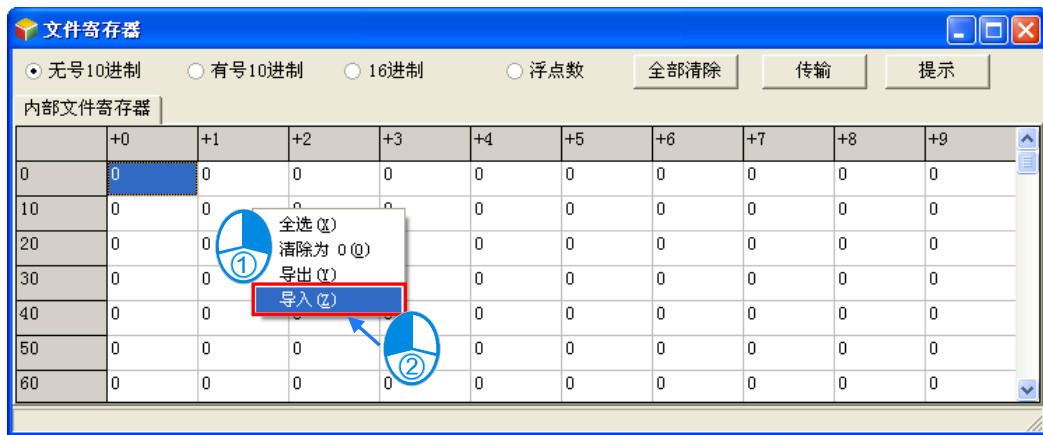 文件寄存器
无号10进制 有号10进制 16进制 浮点数 全部清除 传输 提示
内部文件寄存器
+0 +1 +2 +3 +4 +5 +6 +7 +8 +9
0 0 0 0 0 0 0 0 0 0 0
10 0 0 0 0 0 0 0 0 0 0
全选(X)
20 0 0 0 0 0 0 0 0
清除为 0(O)
30 0 0 0 0 0 0 0 0
①
导出(Y)
导入(Z)
40 0 0 0 0 0 0 0 0 0 0
50 0 0 0 0 0 0 0 0 0
②
60 0 0 0 0 0 0 0 0 0 0